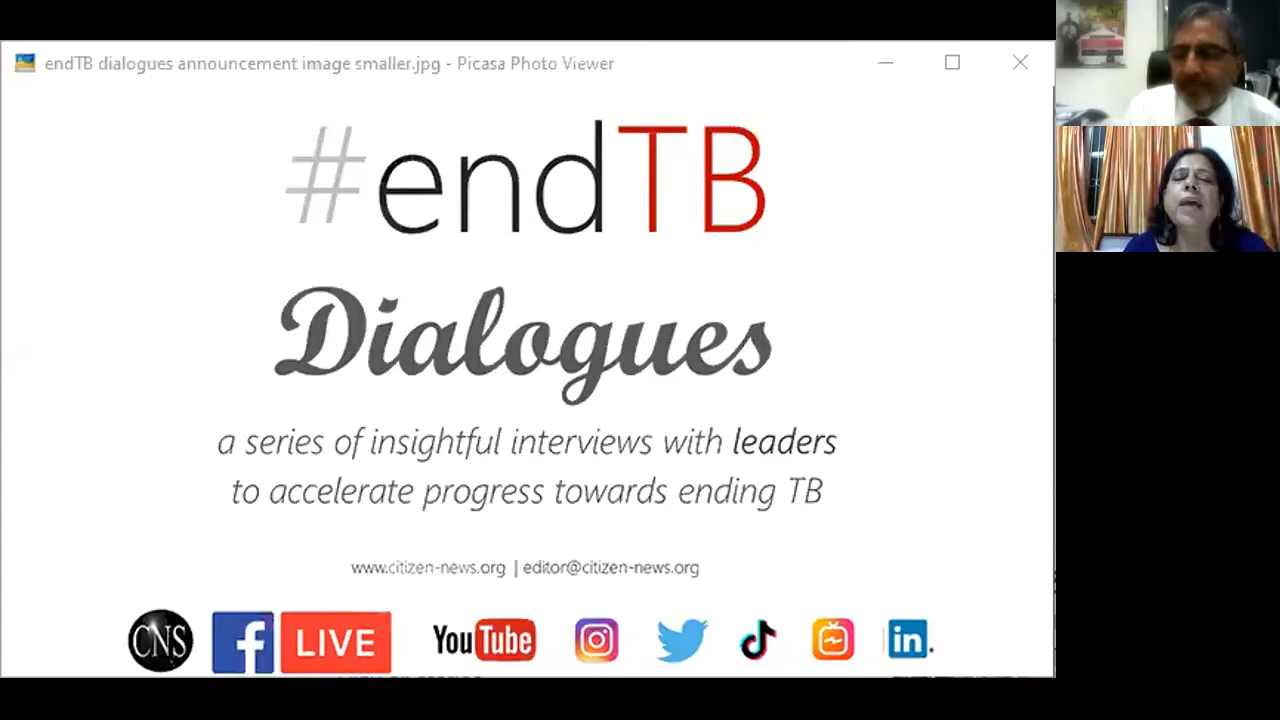 endTB dialogues announcement image smaller.jpg - Picasa Photo Viewer
#endTB
Dialogues
a series of insightful interviews with leaders
to accelerate progress towards ending TB
www.citizen-news.org | editor@citizen-news.org
CNS f LIVE YouTube in.